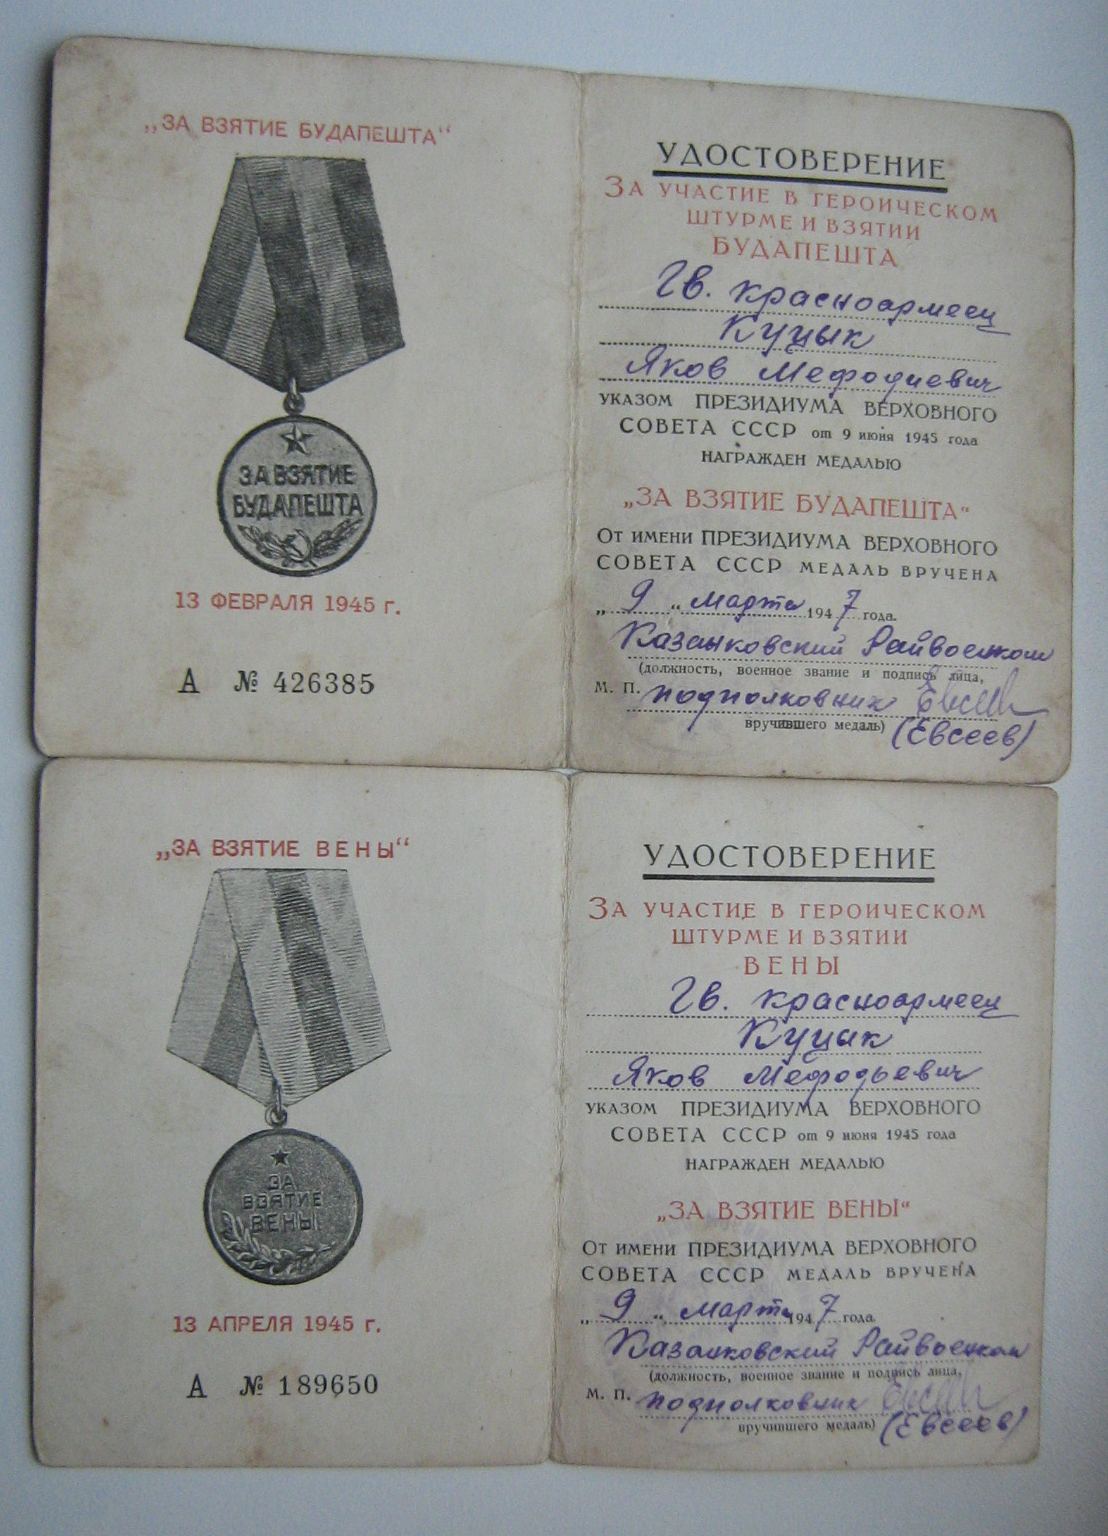 „ЗА ВЗЯТИЕ БУДАПЕШТА“
ЗА ВЗЯТИЕ
БУДАПЕШТА
13 ФЕВРАЛЯ 1945 г.
А № 426385
УДОСТОВЕРЕНИЕ
ЗА УЧАСТИЕ В ГЕРОИЧЕСКОМ
ШТУРМЕ И ВЗЯТИИ
БУДАПЕШТА
Гв. красноармеец
Куцык
Яков Мефодиевич
УКАЗОМ ПРЕЗИДИУМА ВЕРХОВНОГО
СОВЕТА СССР от 9 июня 1945 года
НАГРАЖДЕН МЕДАЛЬЮ
„ЗА ВЗЯТИЕ БУДАПЕШТА“
ОТ ИМЕНИ ПРЕЗИДИУМА ВЕРХОВНОГО
СОВЕТА СССР МЕДАЛЬ ВРУЧЕНА
„9“ марта 1947 года.
Казанковский Райвоенком
(должность, военное звание и подпись лица,
М. П. подполковник Евсеев
вручившего медаль) (Евсеев)
„ЗА ВЗЯТИЕ ВЕНЫ“
ЗА
ВЗЯТИЕ
ВЕНЫ
13 АПРЕЛЯ 1945 г.
А № 189650
УДОСТОВЕРЕНИЕ
ЗА УЧАСТИЕ В ГЕРОИЧЕСКОМ
ШТУРМЕ И ВЗЯТИИ
ВЕНЫ
Гв. красноармеец
Куцык
Яков Мефодьевич
УКАЗОМ ПРЕЗИДИУМА ВЕРХОВНОГО
СОВЕТА СССР от 9 июня 1945 года
НАГРАЖДЕН МЕДАЛЬЮ
„ЗА ВЗЯТИЕ ВЕНЫ“
ОТ ИМЕНИ ПРЕЗИДИУМА ВЕРХОВНОГО
СОВЕТА СССР МЕДАЛЬ ВРУЧЕНА
„9“ марта 1947 года.
Казанковский Райвоенком
(должность, военное звание и подпись лица,
М. П. подполковник Евсеев
вручившего медаль) (Евсеев)